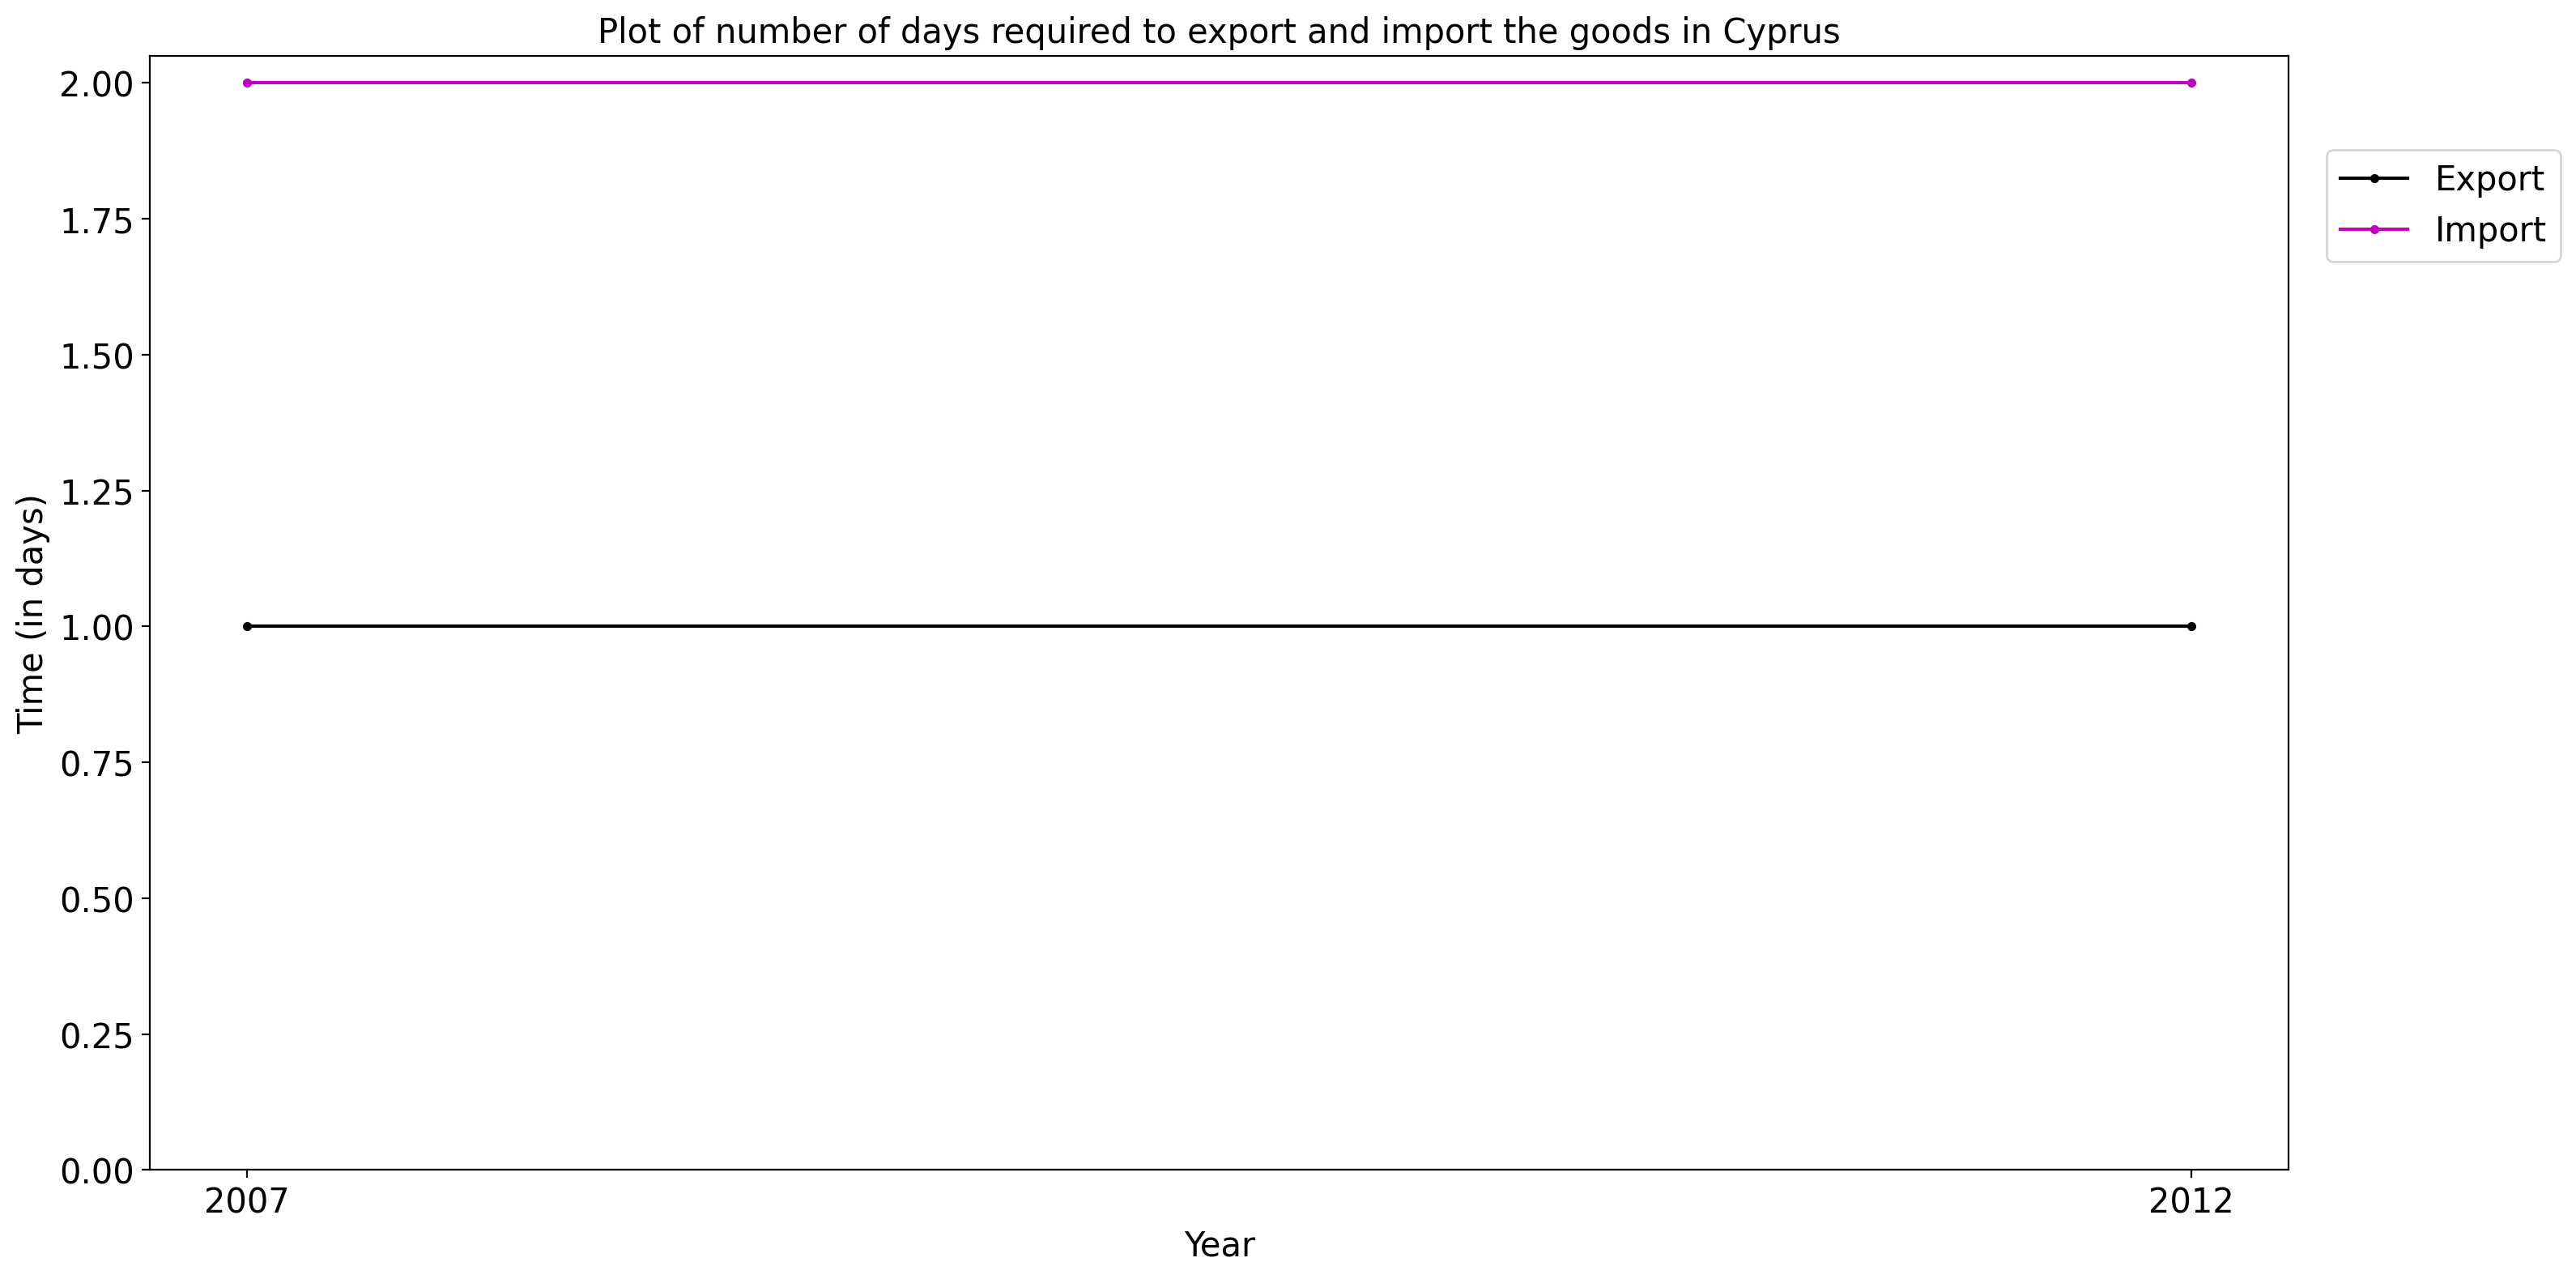 Plot of number of days required to export and import the goods in Cyprus
2.00
1.75
1.50
1.25
1.00
0.75
0.50
0.25
0.00
Time (in days)
2007
2012
Year
Export
Import